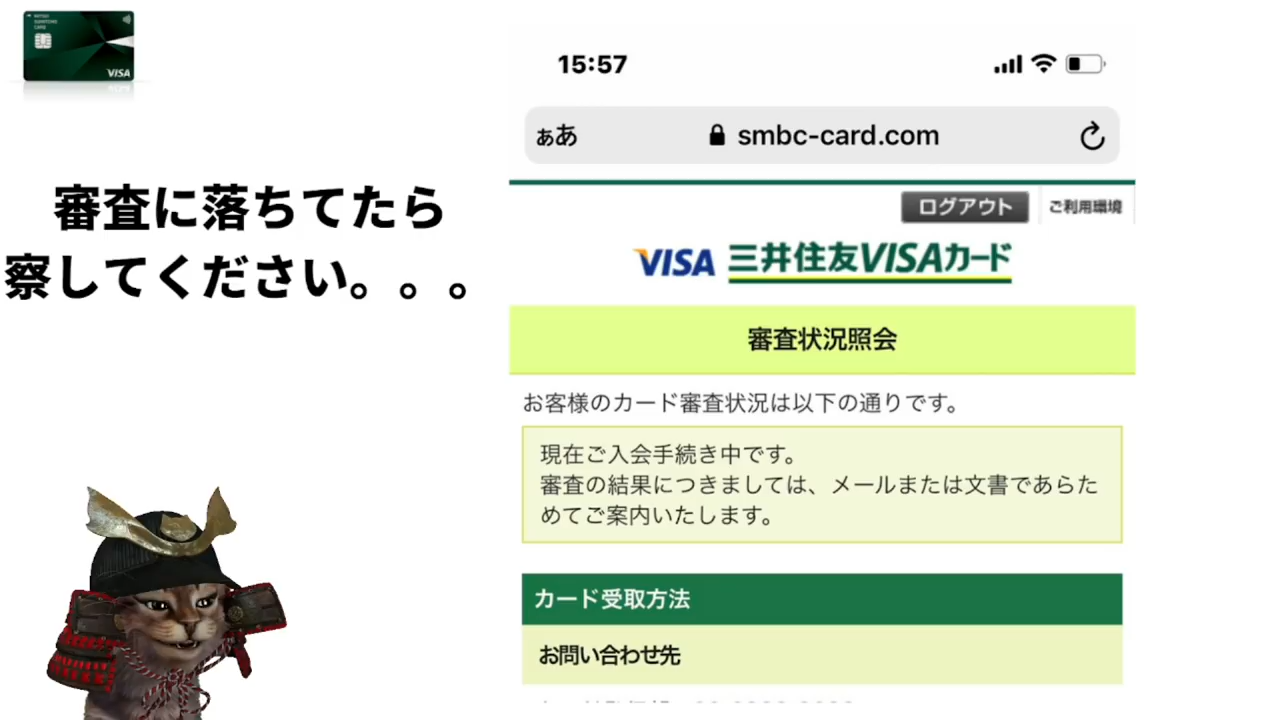 MITSUI
SUMITOMO
CARD
VISA
審査に落ちてたら
察してください。。。
15:57
ぁあ
smbc-card.com
ログアウト
ご利用環境
VISA 三井住友VISAカード
審査状況照会
お客様のカード審査状況は以下の通りです。
現在ご入会手続き中です。
審査の結果につきましては、メールまたは文書であらた
めてご案内いたします。
カード受取方法
お問い合わせ先